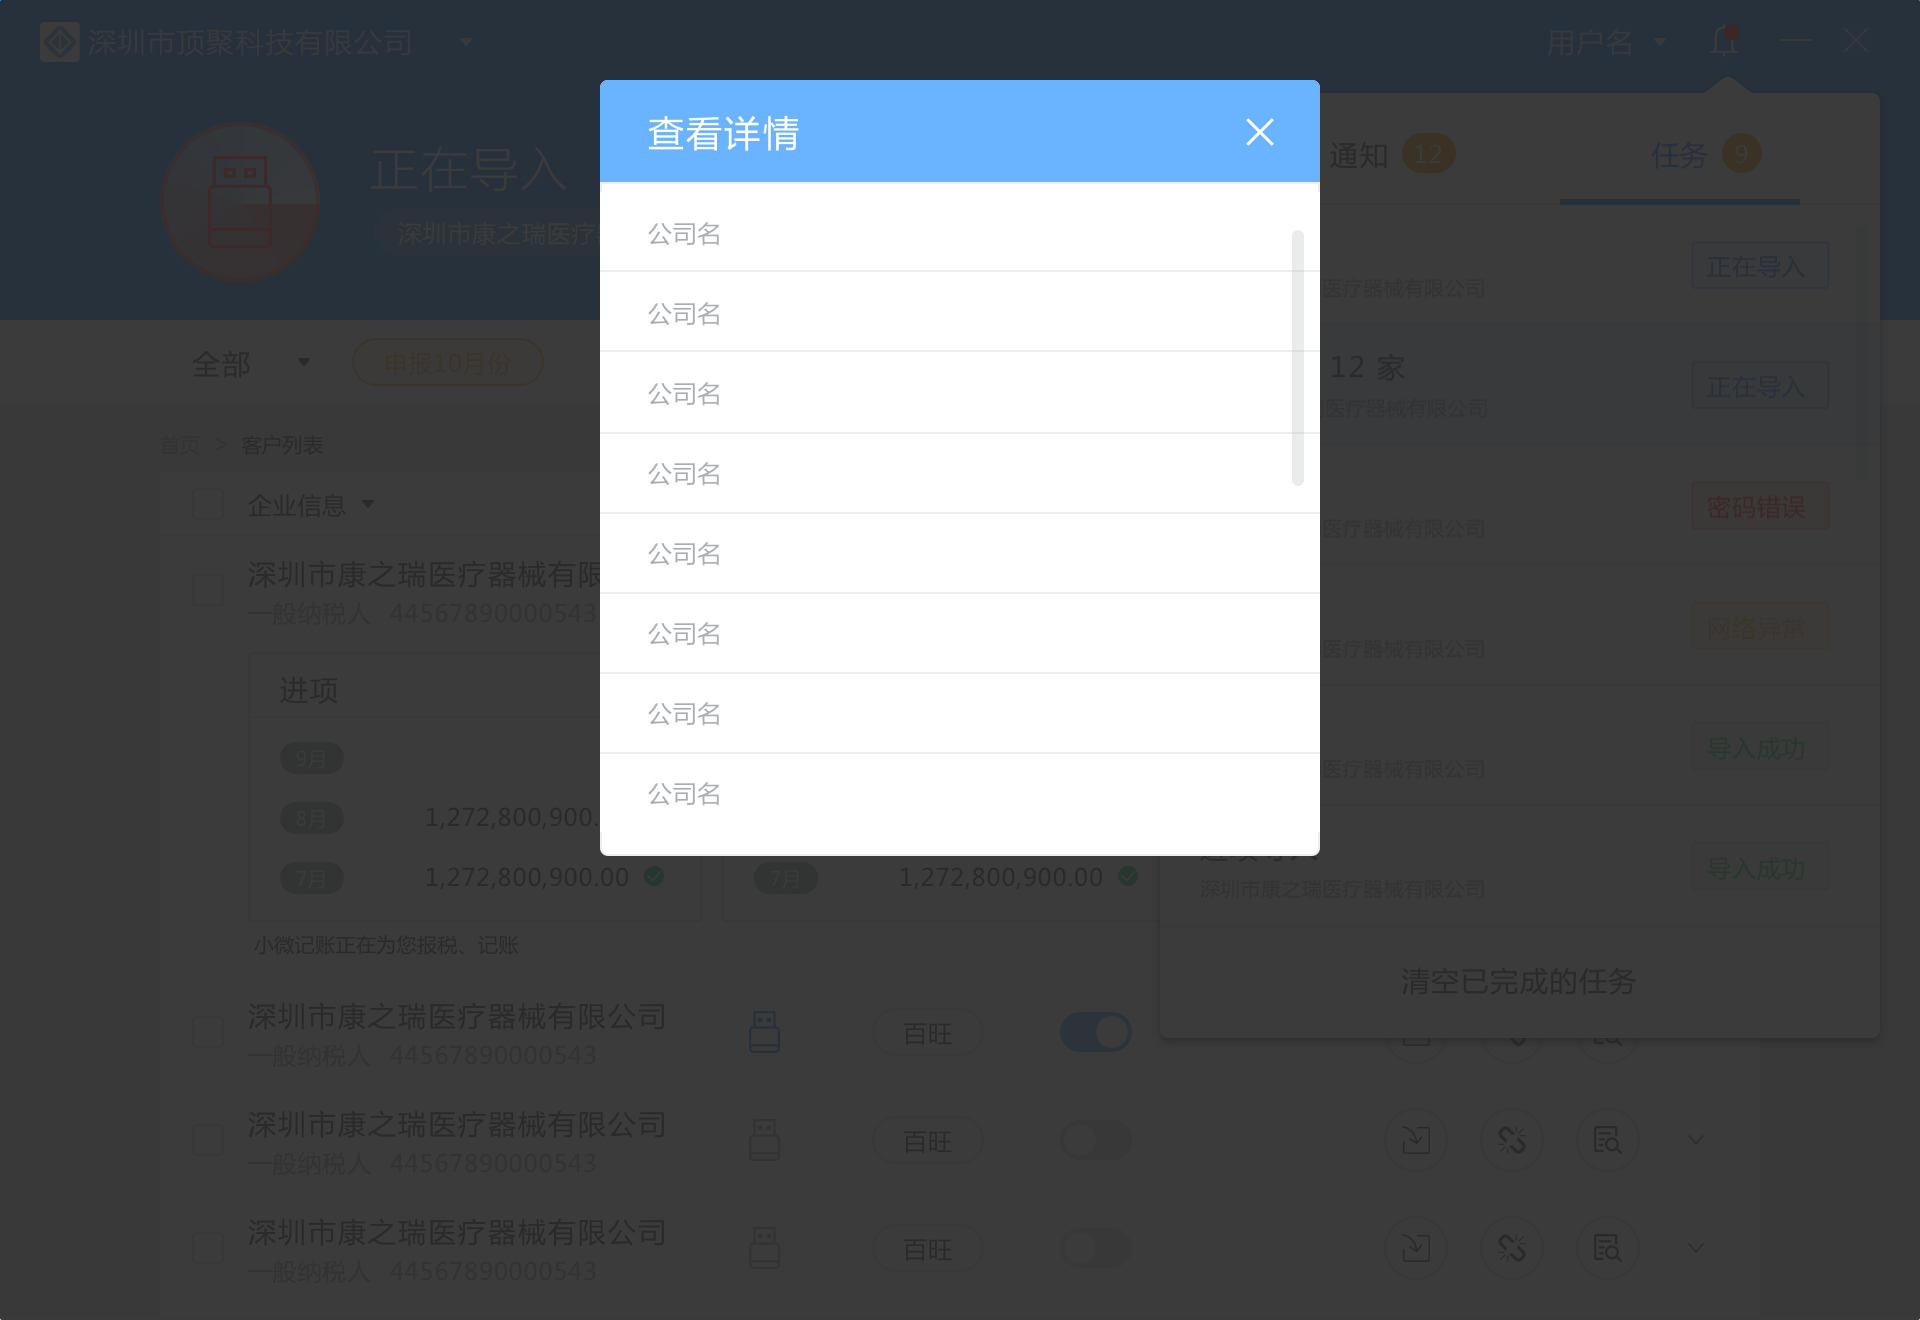 深圳市顶聚科技有限公司
用户名
正在导入
深圳市康之瑞医疗
查看详情
公司名
公司名
公司名
公司名
公司名
公司名
公司名
公司名
通知 12
任务 9
医疗器械有限公司
正在导入
12 家
医疗器械有限公司
正在导入
医疗器械有限公司
密码错误
医疗器械有限公司
网络异常
医疗器械有限公司
导入成功
深圳市康之瑞医疗器械有限公司
导入成功
清空已完成的任务
全部
申报10月份
首页 > 客户列表
企业信息
深圳市康之瑞医疗器械有限
一般纳税人 44567890000543
进项
9月
8月 1,272,800,900.
7月 1,272,800,900.00
7月 1,272,800,900.00
小微记账正在为您报税、记账
深圳市康之瑞医疗器械有限公司
一般纳税人 44567890000543
百旺
深圳市康之瑞医疗器械有限公司
一般纳税人 44567890000543
百旺
深圳市康之瑞医疗器械有限公司
一般纳税人 44567890000543
百旺